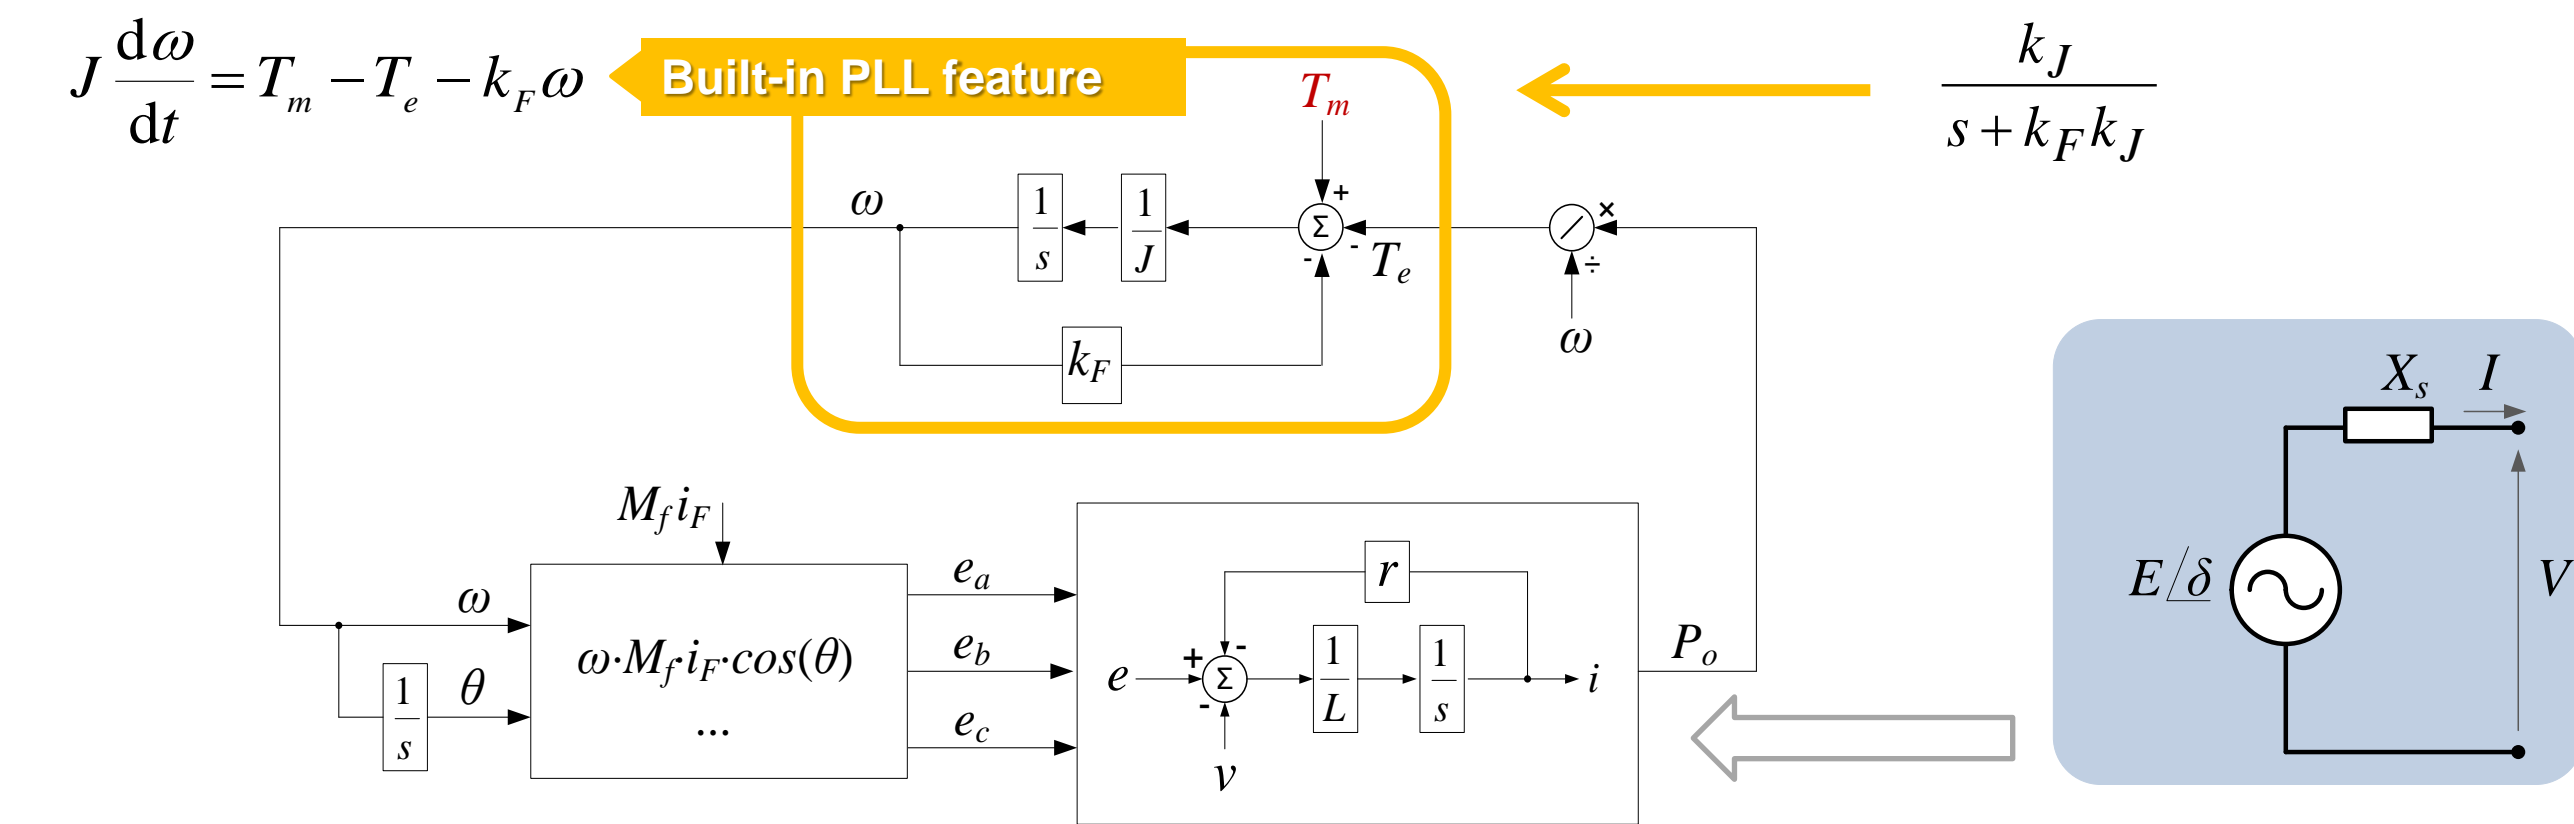 J dω/dt = T_m − T_e − k_F ω
Built-in PLL feature
T_m
k_J / (s + k_F k_J)
ω
1/s
1/J
Σ
+
-
-
T_e
×
÷
ω
k_F
X_s
I
E∠δ
V
M_f i_F
ω
θ
1/s
ω·M_f·i_F·cos(θ)
...
e_a
e_b
e_c
r
e
+
-
-
Σ
1/L
1/s
i
v
P_o